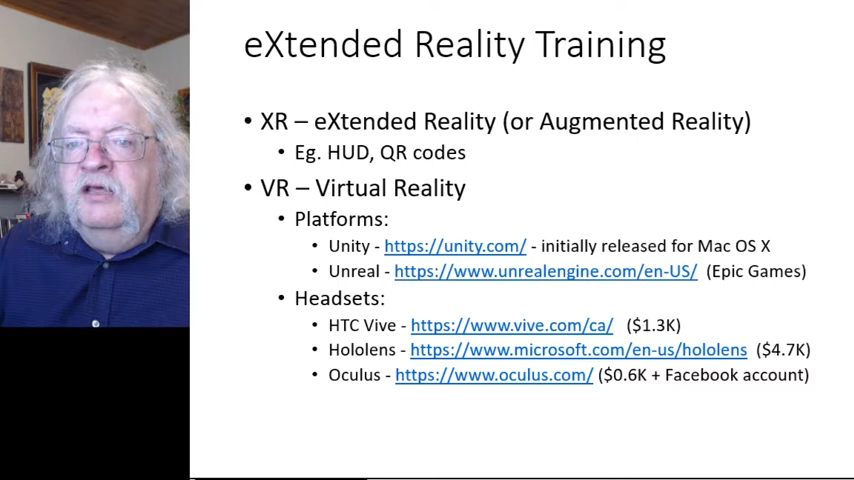 eXtended Reality Training
• XR – eXtended Reality (or Augmented Reality)
• Eg. HUD, QR codes
• VR – Virtual Reality
• Platforms:
• Unity - https://unity.com/ - initially released for Mac OS X
• Unreal - https://www.unrealengine.com/en-US/ (Epic Games)
• Headsets:
• HTC Vive - https://www.vive.com/ca/ ($1.3K)
• Hololens - https://www.microsoft.com/en-us/hololens ($4.7K)
• Oculus - https://www.oculus.com/ ($0.6K + Facebook account)